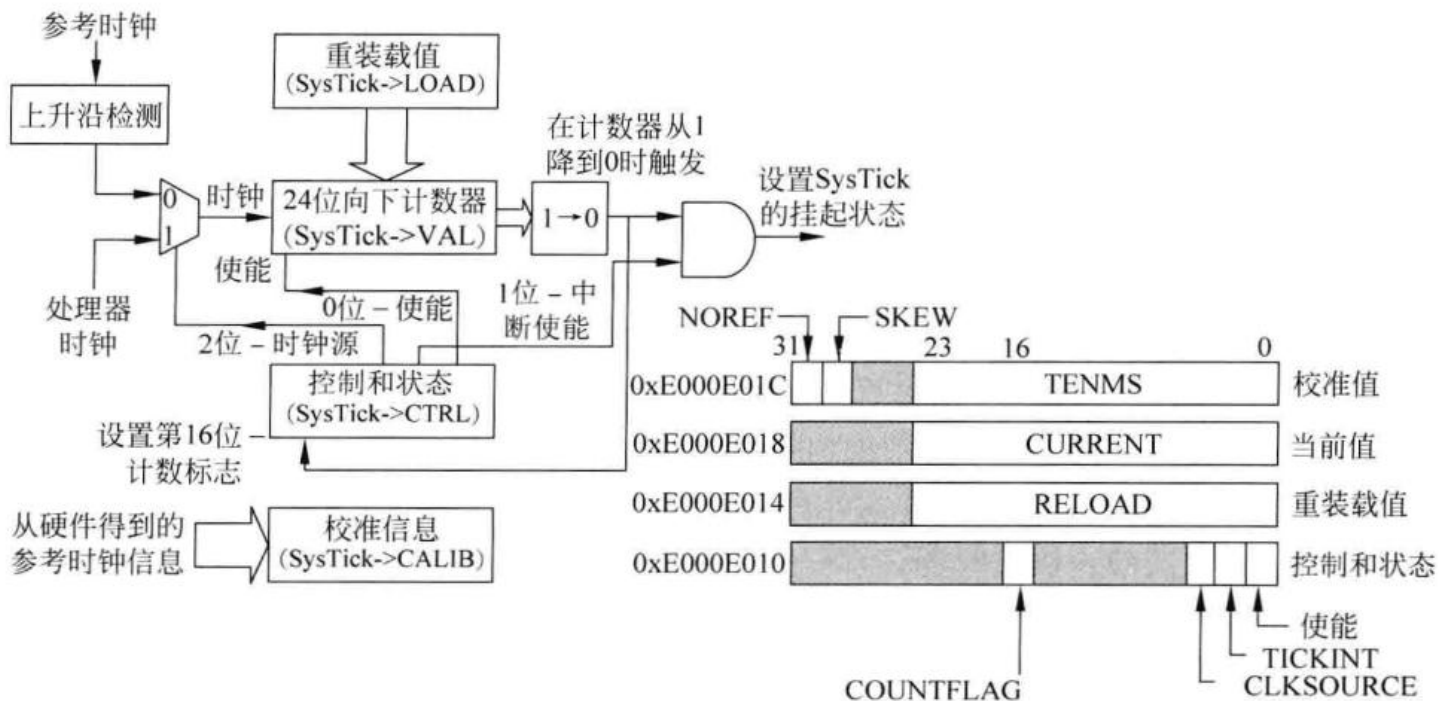 参考时钟
上升沿检测
重装载值
(SysTick->LOAD)
在计数器从1
降到0时触发
0
1
时钟
24位向下计数器
(SysTick->VAL)
1→0
设置SysTick
的挂起状态
使能
处理器
时钟
0位－使能
2位－时钟源
1位－中
断使能
控制和状态
(SysTick->CTRL)
设置第16位－
计数标志
从硬件得到的
参考时钟信息
校准信息
(SysTick->CALIB)
NOREF
SKEW
31
23
16
0
0xE000E01C
TENMS
校准值
0xE000E018
CURRENT
当前值
0xE000E014
RELOAD
重装载值
0xE000E010
控制和状态
使能
TICKINT
CLKSOURCE
COUNTFLAG